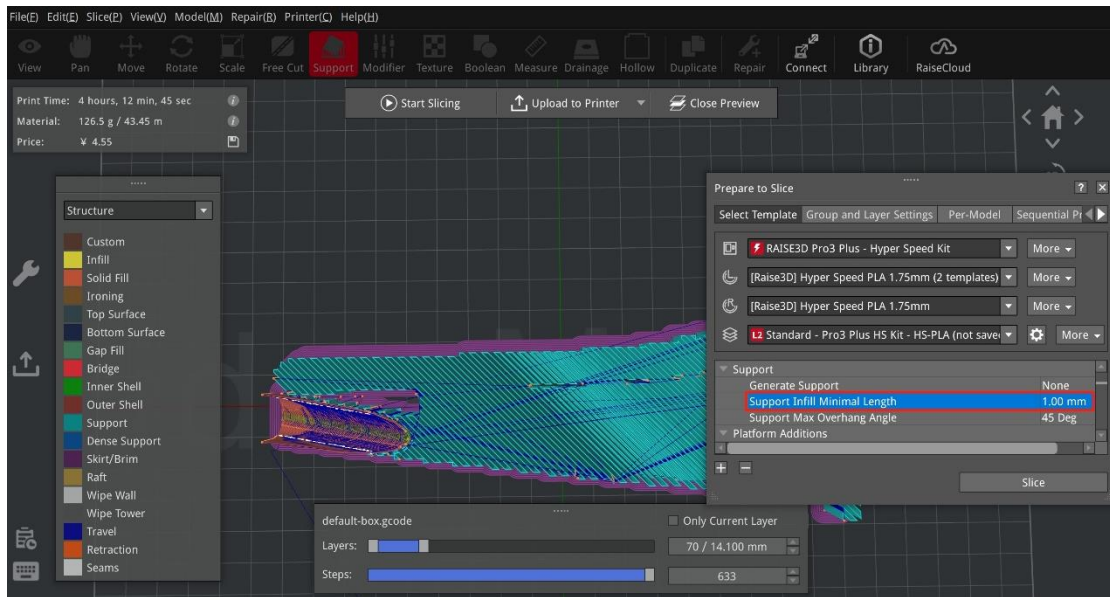 File(F) Edit(E) Slice(P) View(V) Model(M) Repair(R) Printer(C) Help(H)
View Pan Move Rotate Scale Free Cut Support Modifier Texture Boolean Measure Drainage Hollow Duplicate Repair Connect Library RaiseCloud
Print Time: 4 hours, 12 min, 45 sec
Material: 126.5 g / 43.45 m
Price: ¥ 4.55
Start Slicing Upload to Printer Close Preview
Structure
Custom
Infill
Solid Fill
Ironing
Top Surface
Bottom Surface
Gap Fill
Bridge
Inner Shell
Outer Shell
Support
Dense Support
Skirt/Brim
Raft
Wipe Wall
Wipe Tower
Travel
Retraction
Seams
Prepare to Slice ?
Select Template Group and Layer Settings Per-Model Sequential
RAISE3D Pro3 Plus - Hyper Speed Kit More
[Raise3D] Hyper Speed PLA 1.75mm (2 templates) More
[Raise3D] Hyper Speed PLA 1.75mm More
L2 Standard - Pro3 Plus HS Kit - HS-PLA (not save More
Support
Generate Support None
Support Infill Minimal Length 1.00 mm
Support Max Overhang Angle 45 Deg
Platform Additions
Slice
default-box.gcode Only Current Layer
Layers: 70 / 14.100 mm
Steps: 633